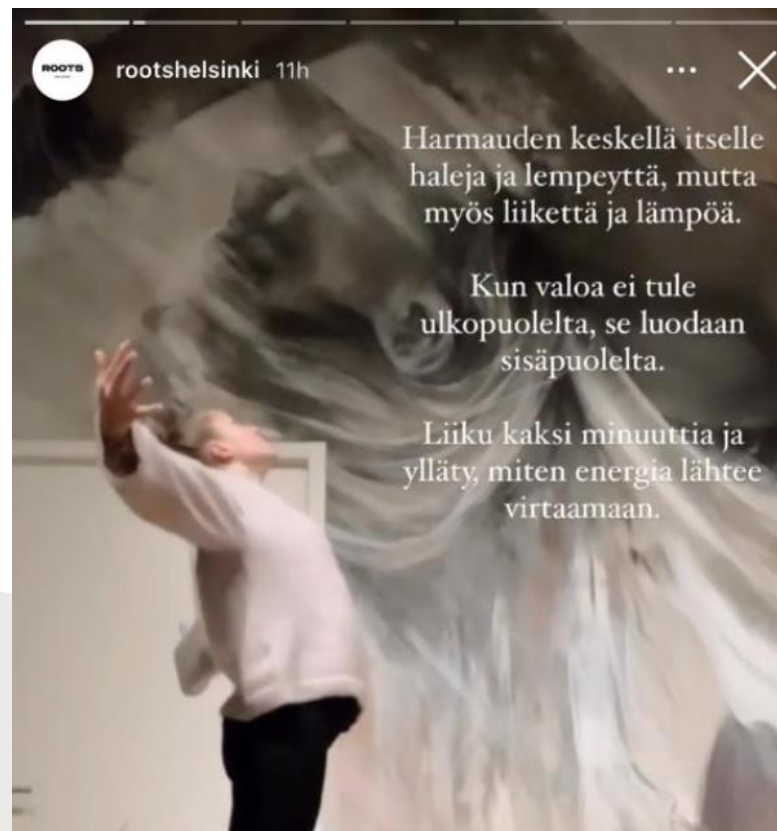 ROOTS
rootshelsinki 11h
Harmauden keskellä itselle
haleja ja lempeyttä, mutta
myös liikettä ja lämpöä.
Kun valoa ei tule
ulkopuolelta, se luodaan
sisäpuolelta.
Liiku kaksi minuuttia ja
ylläty, miten energia lähtee
virtaamaan.